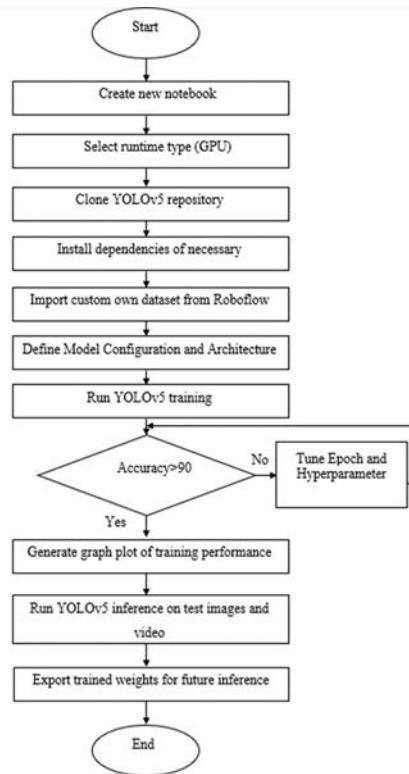 Start
Create new notebook
Select runtime type (GPU)
Clone YOLOv5 repository
Install dependencies of necessary
Import custom own dataset from Roboflow
Define Model Configuration and Architecture
Run YOLOv5 training
Accuracy>90
No
Tune Epoch and
Hyperparameter
Yes
Generate graph plot of training performance
Run YOLOv5 inference on test images and
video
Export trained weights for future inference
End